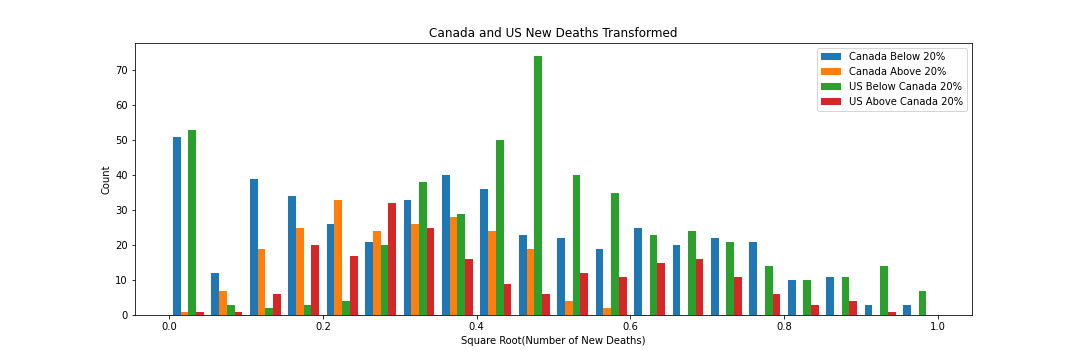 Canada and US New Deaths Transformed
Canada Below 20%
Canada Above 20%
US Below Canada 20%
US Above Canada 20%
Count
70
60
50
40
30
20
10
0
0.0 0.2 0.4 0.6 0.8 1.0
Square Root(Number of New Deaths)